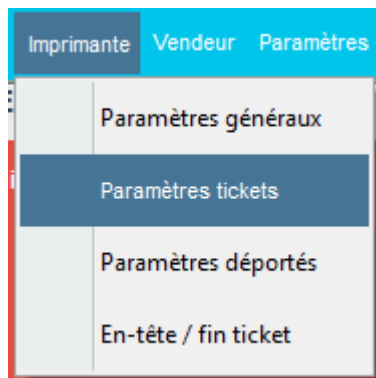 Imprimante Vendeur Paramètres
Paramètres généraux
Paramètres tickets
Paramètres déportés
En-tête / fin ticket